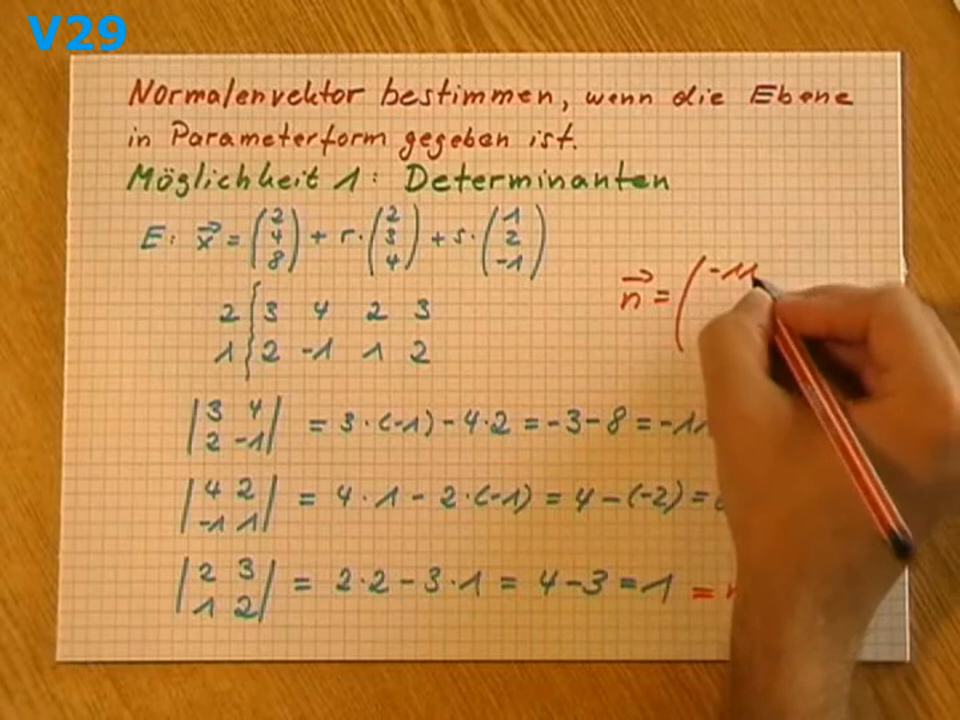 V29
Normalenvektor bestimmen, wenn die Ebene
in Parameterform gegeben ist.
Möglichkeit 1: Determinanten
E: x⃗ = (2 4 8) + r · (2 3 4) + s · (1 2 -1)
2 { 3 4 2 3
1 { 2 -1 1 2
n⃗ = ( -11
|3 4; 2 -1| = 3 · (-1) - 4 · 2 = -3 - 8 = -11
|4 2; -1 1| = 4 · 1 - 2 · (-1) = 4 - (-2) =
|2 3; 1 2| = 2 · 2 - 3 · 1 = 4 - 3 = 1 =